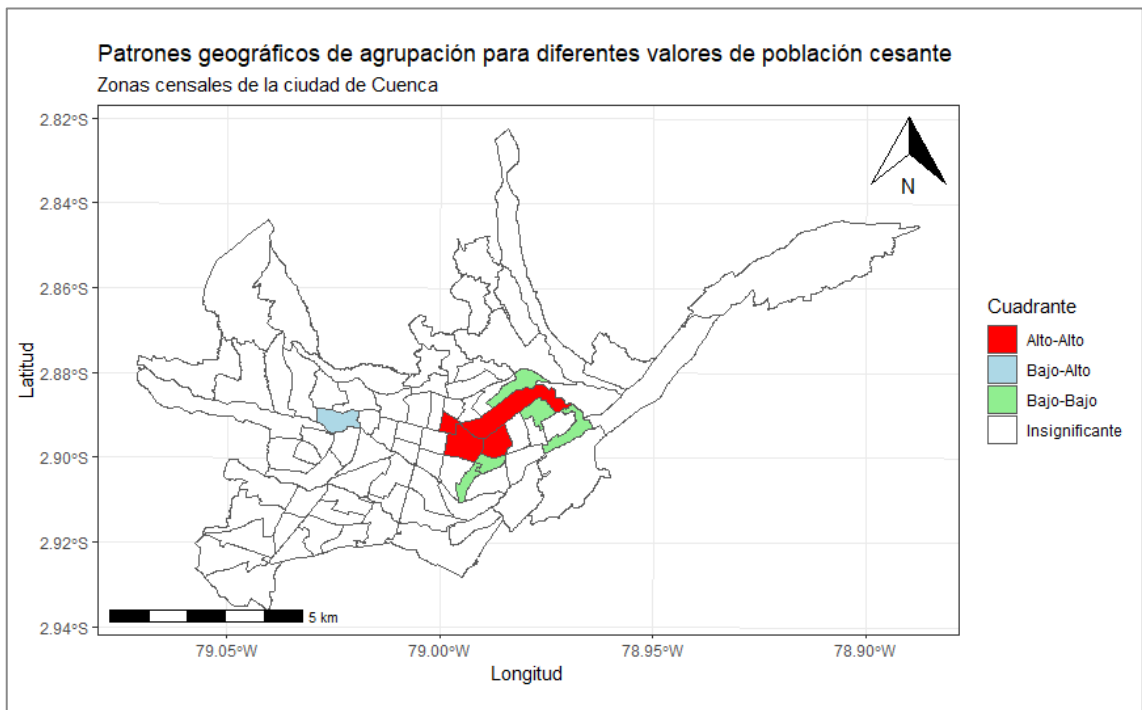 Patrones geográficos de agrupación para diferentes valores de población cesante
Zonas censales de la ciudad de Cuenca
2.82°S
2.84°S
2.86°S
2.88°S
2.90°S
2.92°S
2.94°S
Latitud
N
5 km
79.05°W
79.00°W
78.95°W
78.90°W
Longitud
Cuadrante
Alto-Alto
Bajo-Alto
Bajo-Bajo
Insignificante